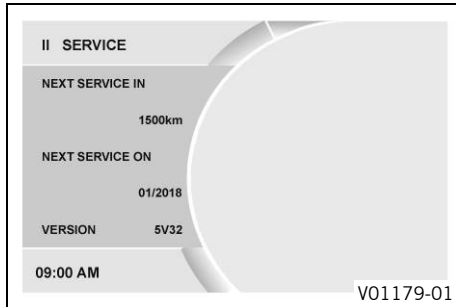 II SERVICE
NEXT SERVICE IN
1500km
NEXT SERVICE ON
01/2018
VERSION 5V32
09:00 AM
V01179-01